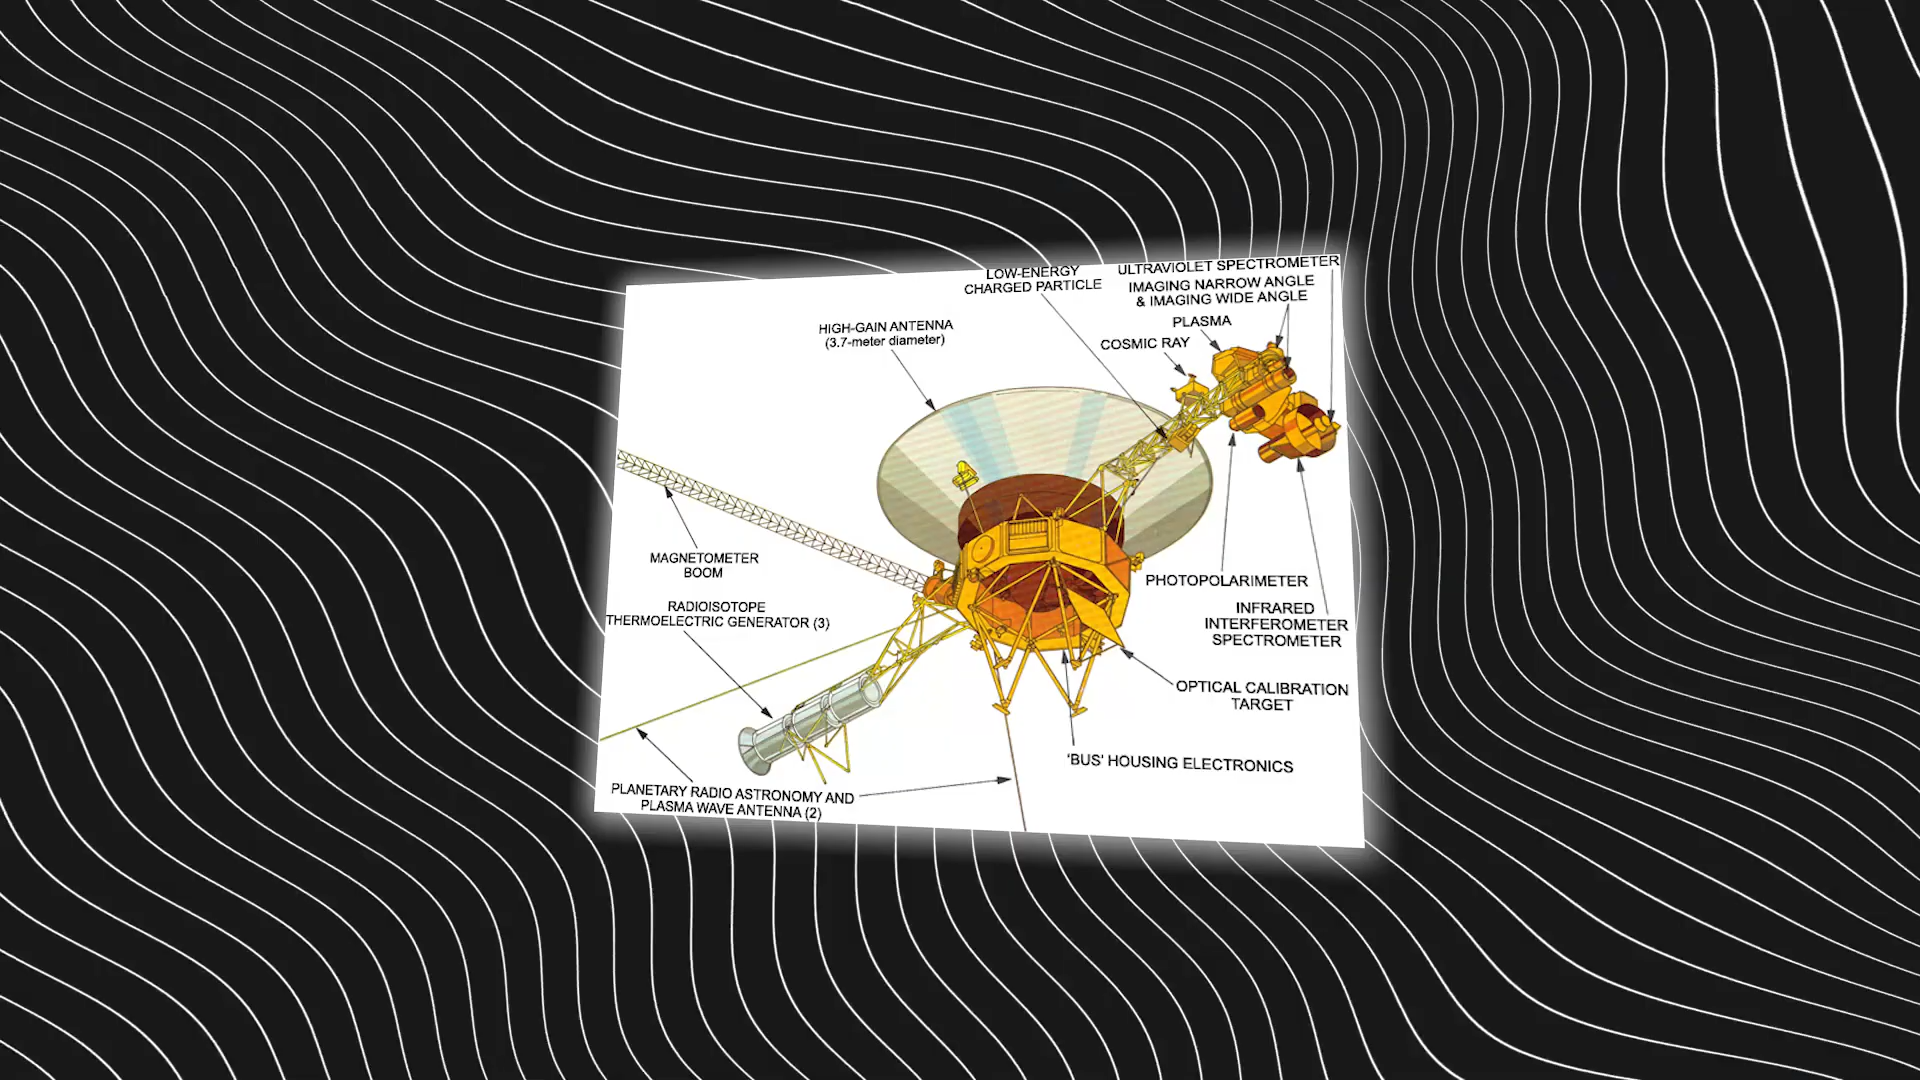 LOW-ENERGY
CHARGED PARTICLE
ULTRAVIOLET SPECTROMETER
IMAGING NARROW ANGLE
& IMAGING WIDE ANGLE
PLASMA
COSMIC RAY
HIGH-GAIN ANTENNA
(3.7-meter diameter)
MAGNETOMETER
BOOM
RADIOISOTOPE
THERMOELECTRIC GENERATOR (3)
PHOTOPOLARIMETER
INFRARED
INTERFEROMETER
SPECTROMETER
OPTICAL CALIBRATION
TARGET
'BUS' HOUSING ELECTRONICS
PLANETARY RADIO ASTRONOMY AND
PLASMA WAVE ANTENNA (2)